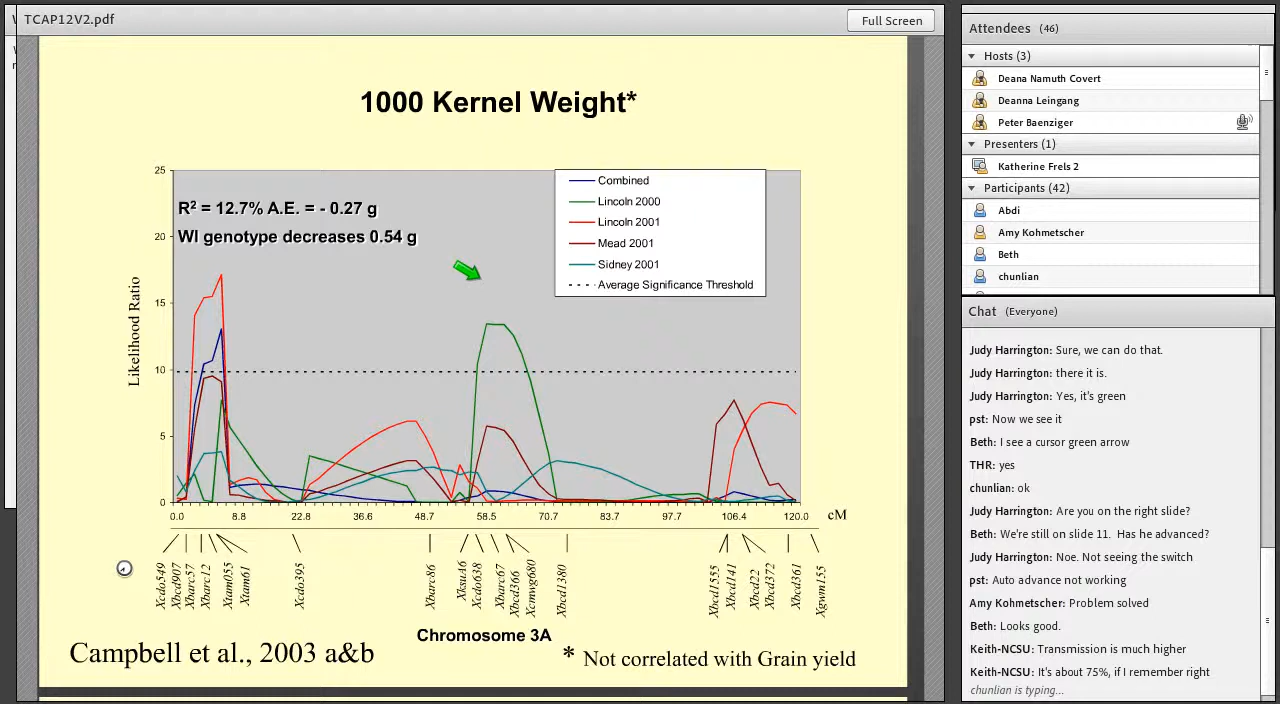 TCAP12V2.pdf
Full Screen
1000 Kernel Weight*
25
20
15
10
5
0
Likelihood Ratio
R² = 12.7% A.E. = - 0.27 g
WI genotype decreases 0.54 g
Combined
Lincoln 2000
Lincoln 2001
Mead 2001
Sidney 2001
Average Significance Threshold
0.0 8.8 22.8 36.6 48.7 58.5 70.7 83.7 97.7 106.4 120.0 cM
Xcdo549
Xbcd907
Xbarc57
Xbarc12
Xtam055
Xtam61
Xcdo395
Xbarc86
Xksu16
Xcdo638
Xbarc67
Xbcd366
Xcmwg680
Xbcd1380
Xbcd1555
Xbcd141
Xbcd22
Xbcd372
Xbcd361
Xgwm155
Chromosome 3A
Campbell et al., 2003 a&b
* Not correlated with Grain yield
Attendees (46)
Hosts (3)
Deana Namuth Covert
Deanna Leingang
Peter Baenziger
Presenters (1)
Katherine Frels 2
Participants (42)
Abdi
Amy Kohmetscher
Beth
chunlian
Chat (Everyone)
Judy Harrington: Sure, we can do that.
Judy Harrington: there it is.
Judy Harrington: Yes, it's green
pst: Now we see it
Beth: I see a cursor green arrow
THR: yes
chunlian: ok
Judy Harrington: Are you on the right slide?
Beth: We're still on slide 11. Has he advanced?
Judy Harrington: Noe. Not seeing the switch
pst: Auto advance not working
Amy Kohmetscher: Problem solved
Beth: Looks good.
Keith-NCSU: Transmission is much higher
Keith-NCSU: It's about 75%, if I remember right
chunlian is typing...